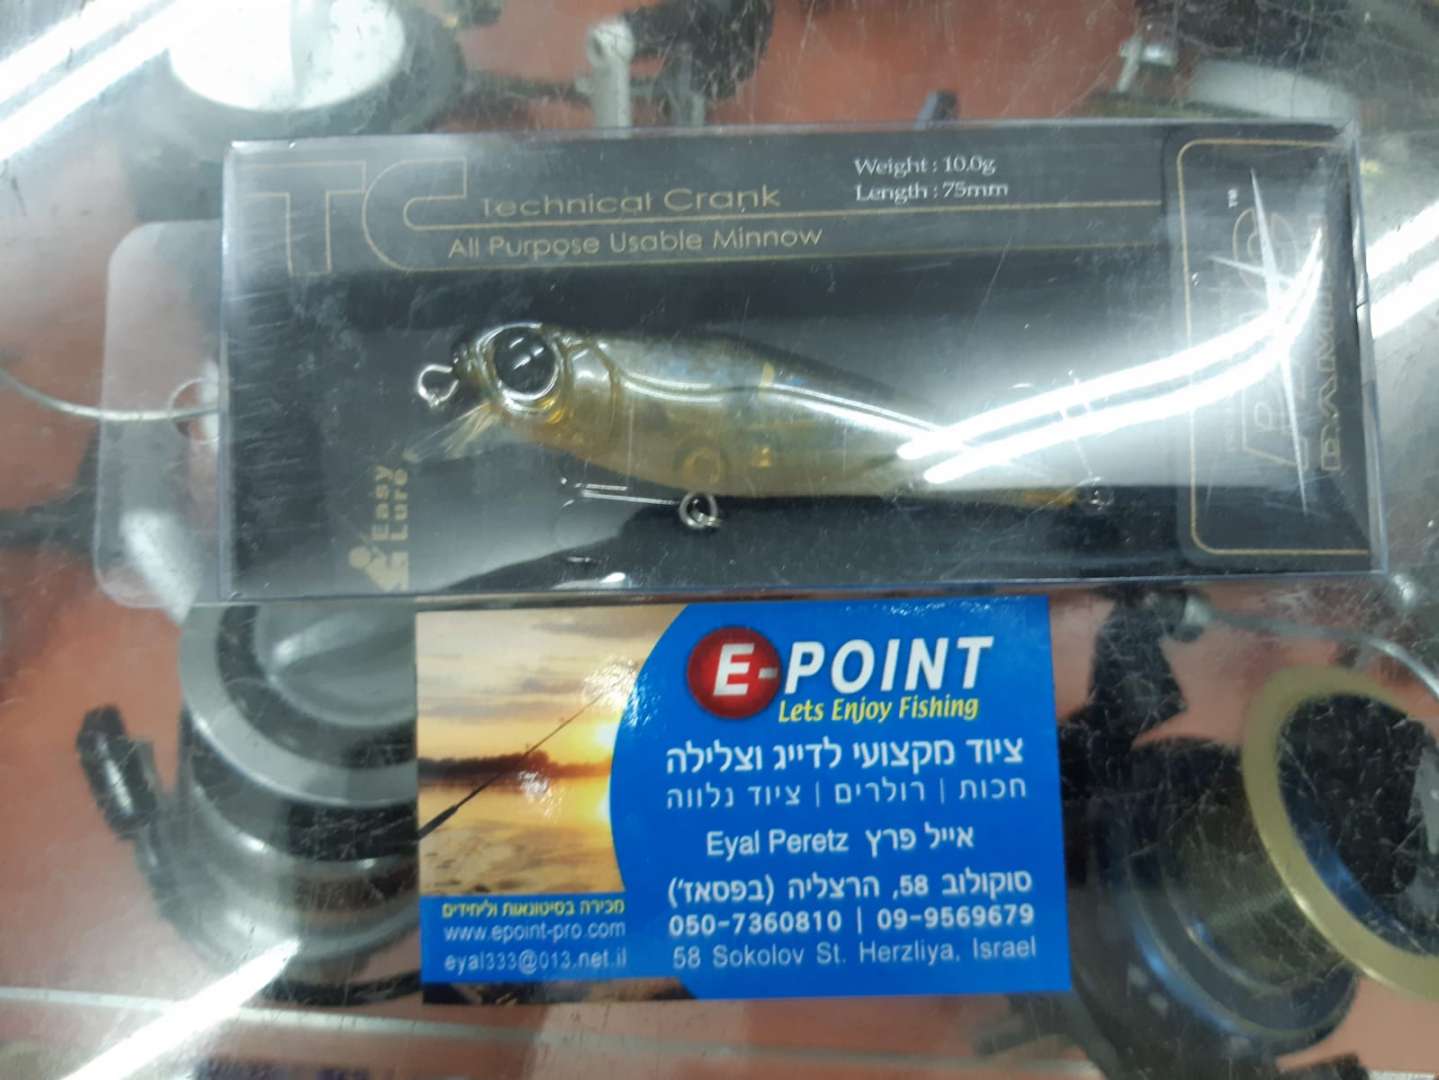 TC
Technical Crank
All Purpose Usable Minnow
Weight : 10.0g
Length : 75mm
TM
Easy
Lure
E-POINT
Lets Enjoy Fishing
ציוד מקצועי לדייג וצלילה
חכות | רולרים | ציוד נלווה
Eyal Peretz אייל פרץ
סוקולוב 58, הרצליה (בפסאז')
050-7360810 | 09-9569679
58 Sokolov St. Herzliya, Israel
מכירה בסיטונאות וליחידים
www.epoint-pro.com
eyal333@013.net.il